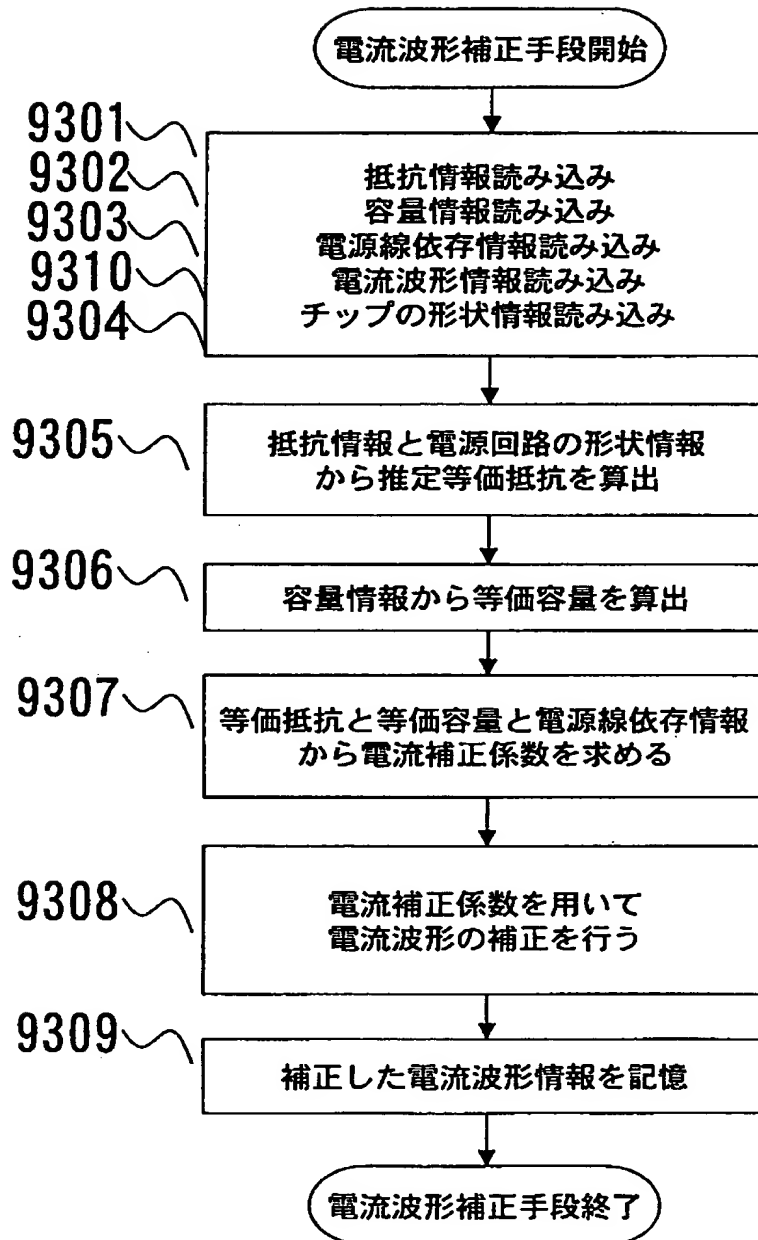 電流波形補正手段開始
9301
9302
9303
9310
9304
抵抗情報読み込み
容量情報読み込み
電源線依存情報読み込み
電流波形情報読み込み
チップの形状情報読み込み
9305
抵抗情報と電源回路の形状情報
から推定等価抵抗を算出
9306
容量情報から等価容量を算出
9307
等価抵抗と等価容量と電源線依存情報
から電流補正係数を求める
9308
電流補正係数を用いて
電流波形の補正を行う
9309
補正した電流波形情報を記憶
電流波形補正手段終了